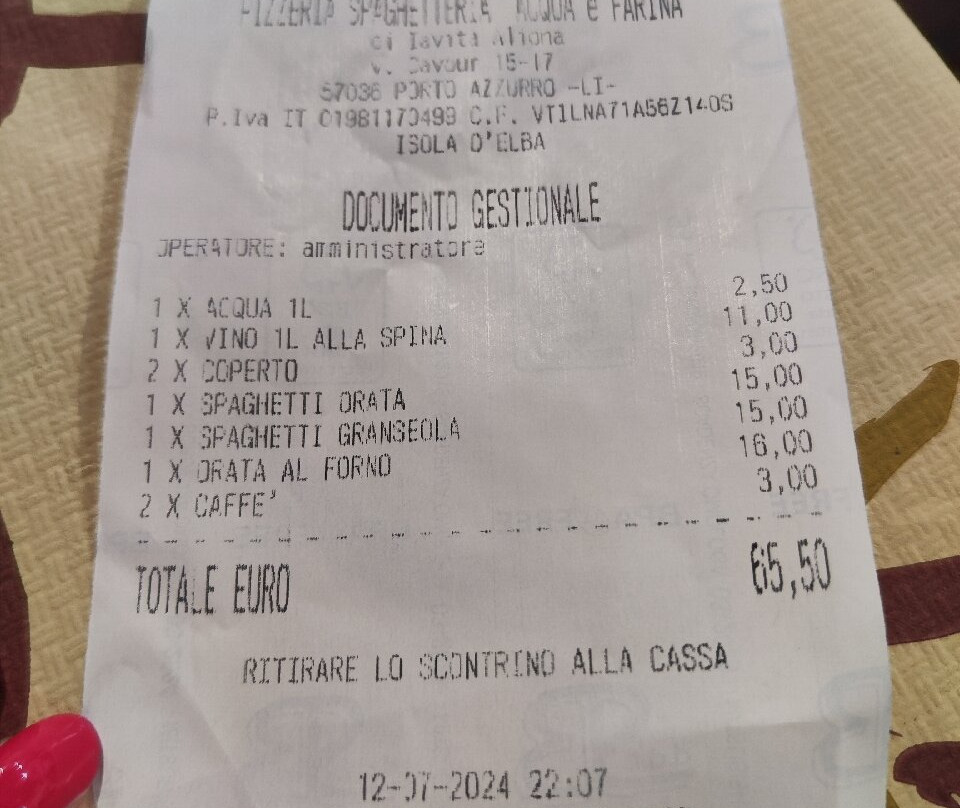 PIZZERIA SPAGHETTERIA ACQUA e FARINA
di Iavita Aliona
v. Cavour 15-17
57036 PORTO AZZURRO -LI-
P.Iva IT 01981170499 C.F. VTILNA71A56Z140S
ISOLA D'ELBA
DOCUMENTO GESTIONALE
OPERATORE: amministratore
1 X ACQUA 1L 2,50
1 X VINO 1L ALLA SPINA 11,00
2 X COPERTO 3,00
1 X SPAGHETTI ORATA 15,00
1 X SPAGHETTI GRANSEOLA 15,00
1 X ORATA AL FORNO 16,00
2 X CAFFE' 3,00
TOTALE EURO 65,50
RITIRARE LO SCONTRINO ALLA CASSA
12-07-2024 22:07